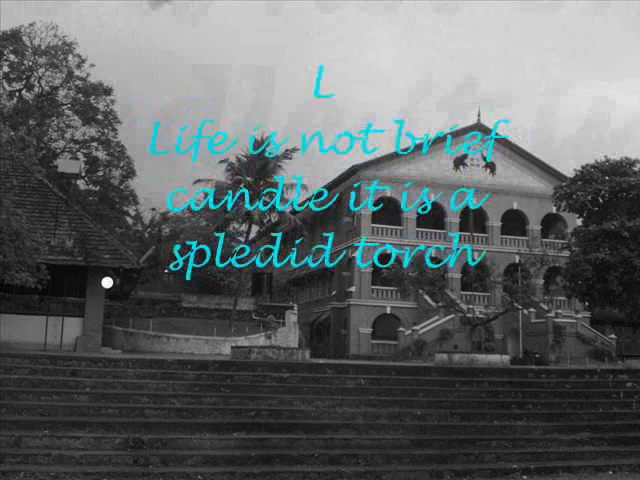 L
Life is not brief
candle it is a
spledid torch